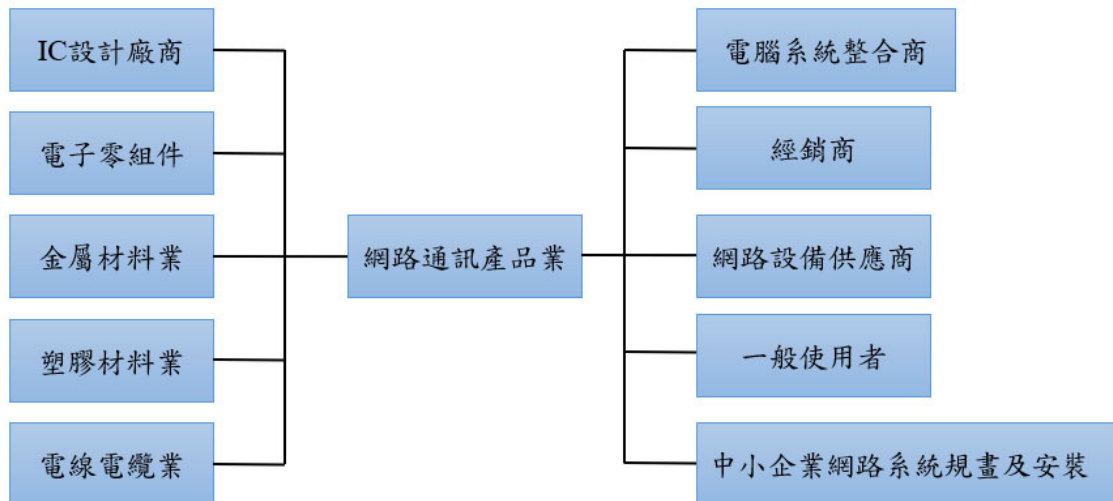 IC設計廠商
電子零組件
金屬材料業
塑膠材料業
電線電纜業
網路通訊產品業
電腦系統整合商
經銷商
網路設備供應商
一般使用者
中小企業網路系統規畫及安裝